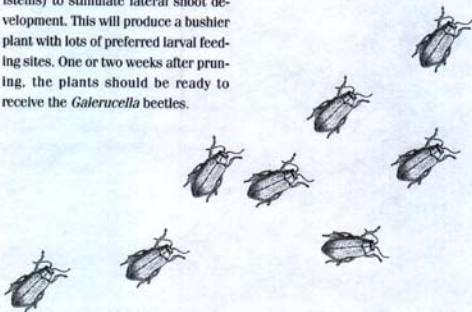 istems) to stimulate lateral shoot de-
velopment. This will produce a bushier
plant with lots of preferred larval feed-
ing sites. One or two weeks after prun-
ing, the plants should be ready to
receive the Galerucella beetles.